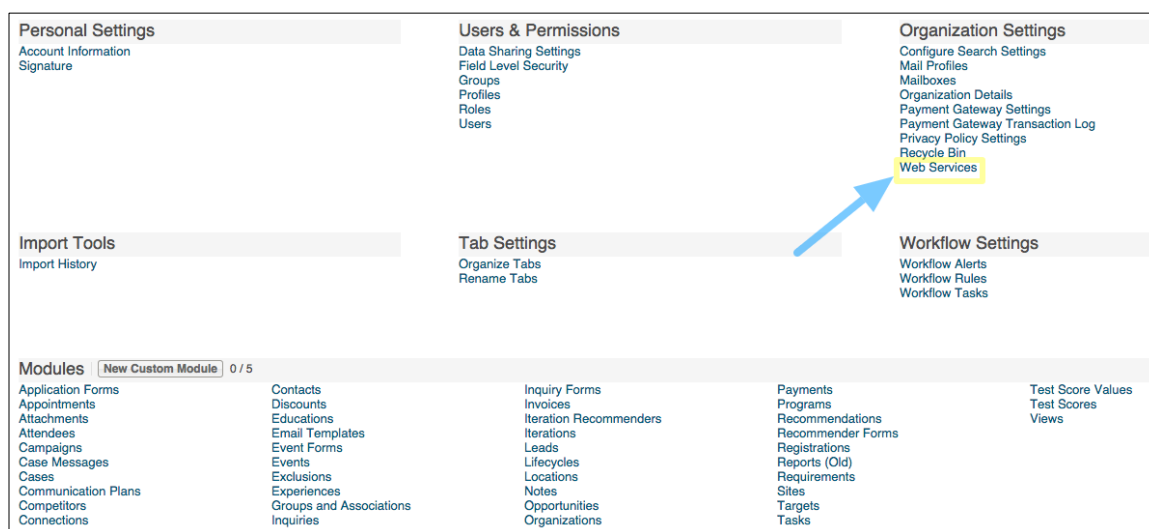 Personal Settings
Account Information
Signature
Users & Permissions
Data Sharing Settings
Field Level Security
Groups
Profiles
Roles
Users
Organization Settings
Configure Search Settings
Mail Profiles
Mailboxes
Organization Details
Payment Gateway Settings
Payment Gateway Transaction Log
Privacy Policy Settings
Recycle Bin
Web Services
Import Tools
Import History
Tab Settings
Organize Tabs
Rename Tabs
Workflow Settings
Workflow Alerts
Workflow Rules
Workflow Tasks
Modules New Custom Module 0 / 5
Application Forms
Appointments
Attachments
Attendees
Campaigns
Case Messages
Cases
Communication Plans
Competitors
Connections
Contacts
Discounts
Educations
Email Templates
Event Forms
Events
Exclusions
Experiences
Groups and Associations
Inquiries
Inquiry Forms
Invoices
Iteration Recommenders
Iterations
Leads
Lifecycles
Locations
Notes
Opportunities
Organizations
Payments
Programs
Recommendations
Recommender Forms
Registrations
Reports (Old)
Requirements
Sites
Targets
Tasks
Test Score Values
Test Scores
Views